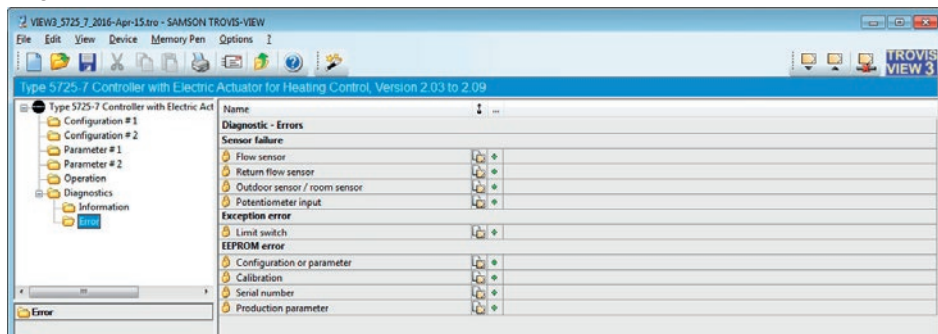 VIEW3_5725_7_2016-Apr-15.tro - SAMSON TROVIS-VIEW
File Edit View Device Memory Pen Options ?
TROVIS
VIEW 3
Type 5725-7 Controller with Electric Actuator for Heating Control, Version 2.03 to 2.09
Type 5725-7 Controller with Electric Act
Configuration #1
Configuration #2
Parameter #1
Parameter #2
Operation
Diagnostics
Information
Error
Error
Name ...
Diagnostic - Errors
Sensor failure
Flow sensor
Return flow sensor
Outdoor sensor / room sensor
Potentiometer input
Exception error
Limit switch
EEPROM error
Configuration or parameter
Calibration
Serial number
Production parameter